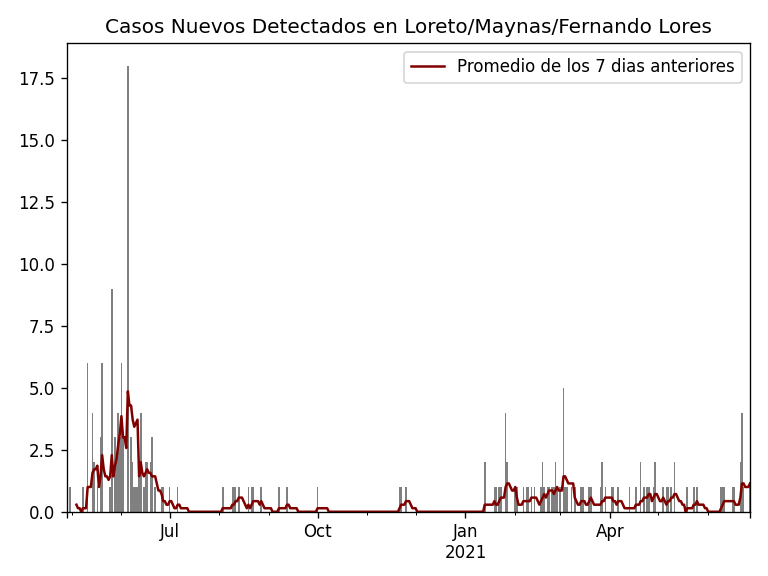 Casos Nuevos Detectados en Loreto/Maynas/Fernando Lores
Promedio de los 7 dias anteriores
17.5
15.0
12.5
10.0
7.5
5.0
2.5
0.0
Jul
Oct
Jan
2021
Apr